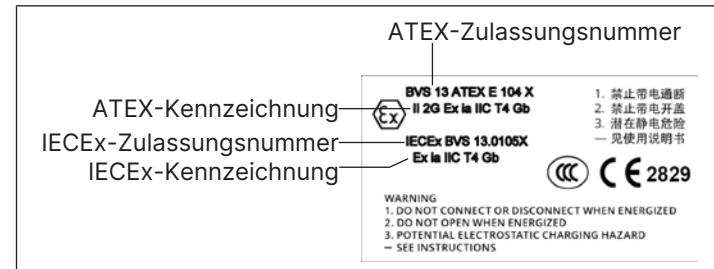 ATEX-Zulassungsnummer
ATEX-Kennzeichnung
IECEx-Zulassungsnummer
IECEx-Kennzeichnung
BVS 13 ATEX E 104 X
Ex II 2G Ex ia IIC T4 Gb
IECEx BVS 13.0105X
Ex ia IIC T4 Gb
1. 禁止带电通断
2. 禁止带电开盖
3. 潜在静电危险
— 见使用说明书
CCC CE 2829
WARNING
1. DO NOT CONNECT OR DISCONNECT WHEN ENERGIZED
2. DO NOT OPEN WHEN ENERGIZED
3. POTENTIAL ELECTROSTATIC CHARGING HAZARD
— SEE INSTRUCTIONS